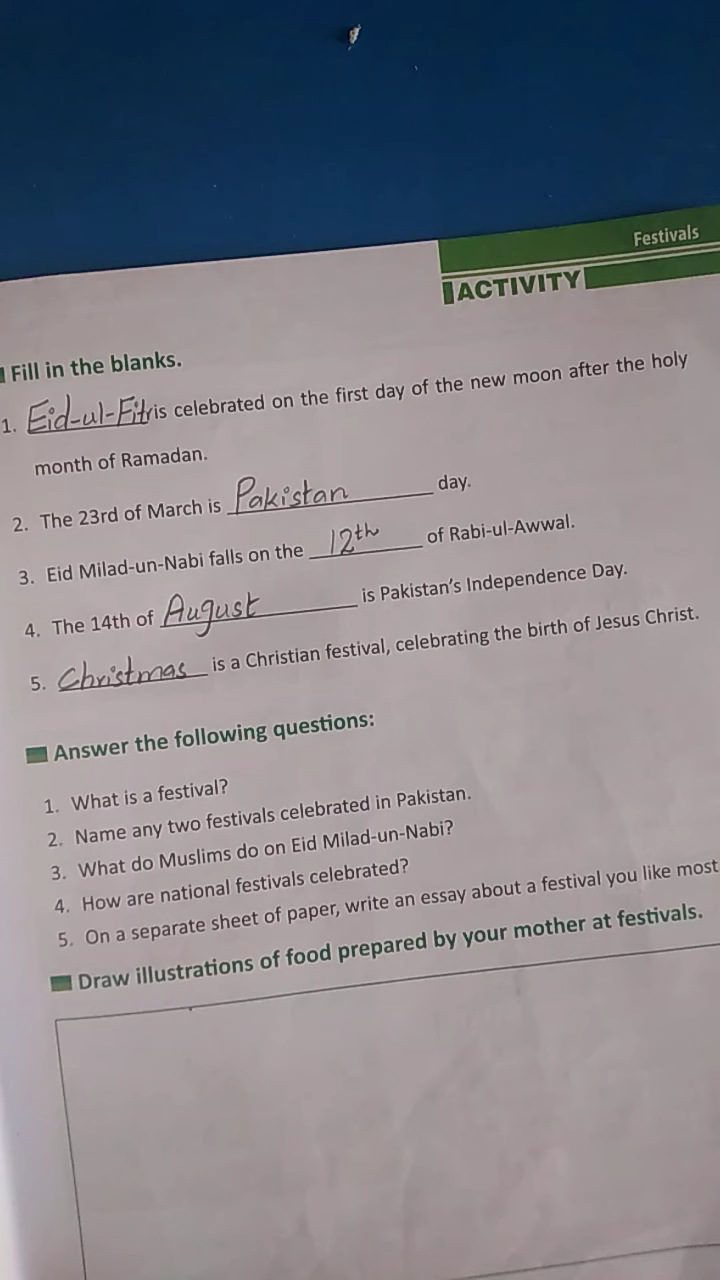 Festivals
ACTIVITY
Fill in the blanks.
1. Eid-ul-Fitr is celebrated on the first day of the new moon after the holy
month of Ramadan.
2. The 23rd of March is Pakistan day.
3. Eid Milad-un-Nabi falls on the 12th of Rabi-ul-Awwal.
4. The 14th of August is Pakistan's Independence Day.
5. Christmas is a Christian festival, celebrating the birth of Jesus Christ.
Answer the following questions:
1. What is a festival?
2. Name any two festivals celebrated in Pakistan.
3. What do Muslims do on Eid Milad-un-Nabi?
4. How are national festivals celebrated?
5. On a separate sheet of paper, write an essay about a festival you like most
Draw illustrations of food prepared by your mother at festivals.